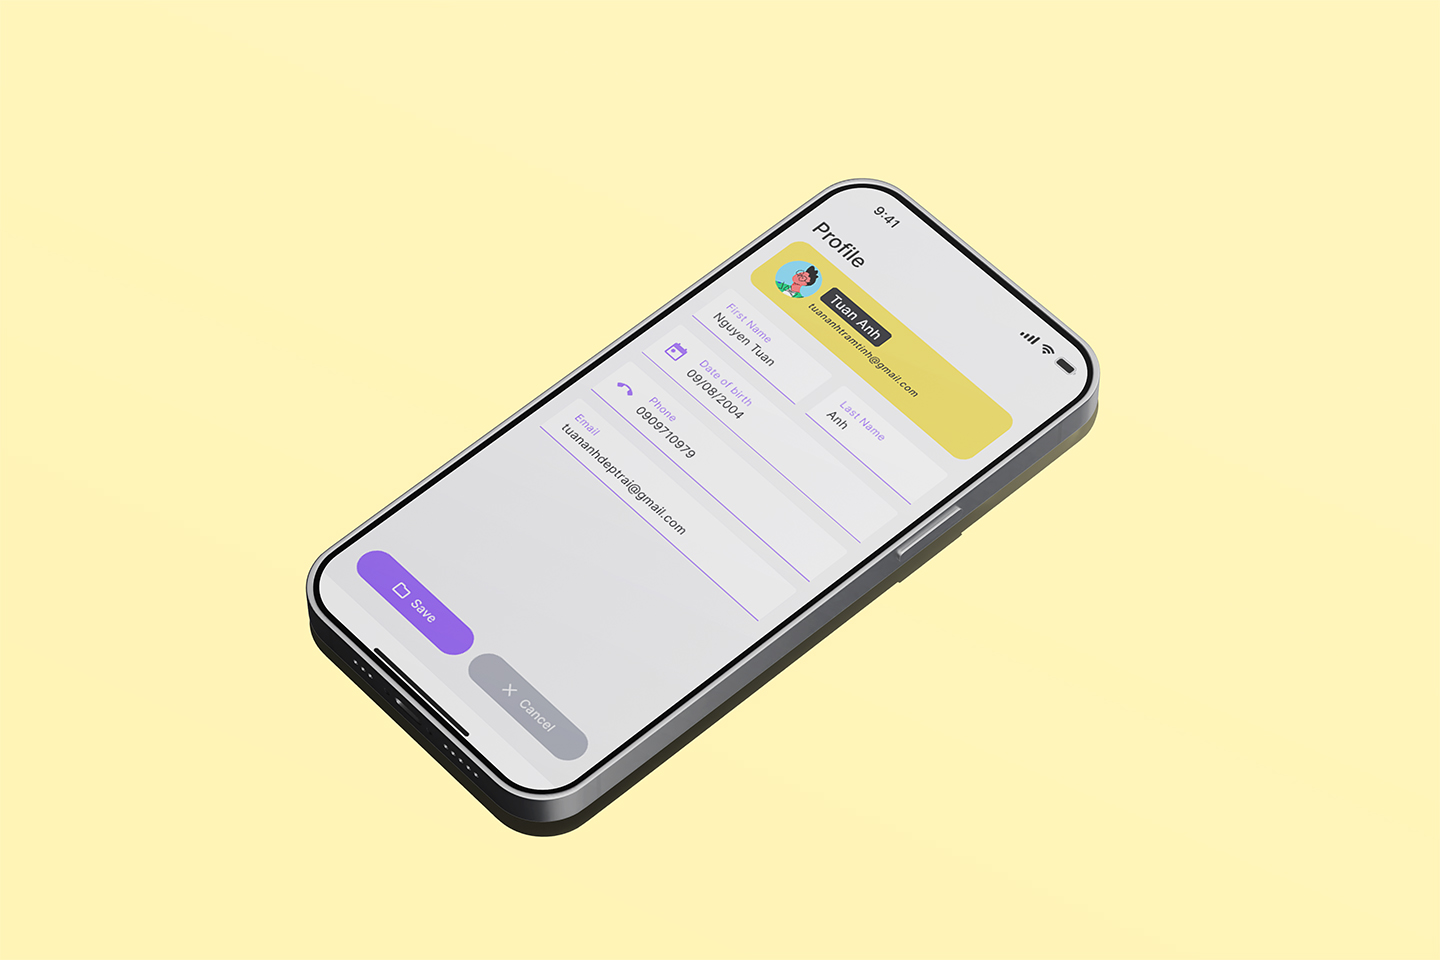 9:41
Profile
Tuan Anh
tuananhtramtinh@gmail.com
First Name
Nguyen Tuan
Last Name
Anh
Date of birth
09/08/2004
Phone
0909710979
Email
tuananhdeptrai@gmail.com
Save
Cancel